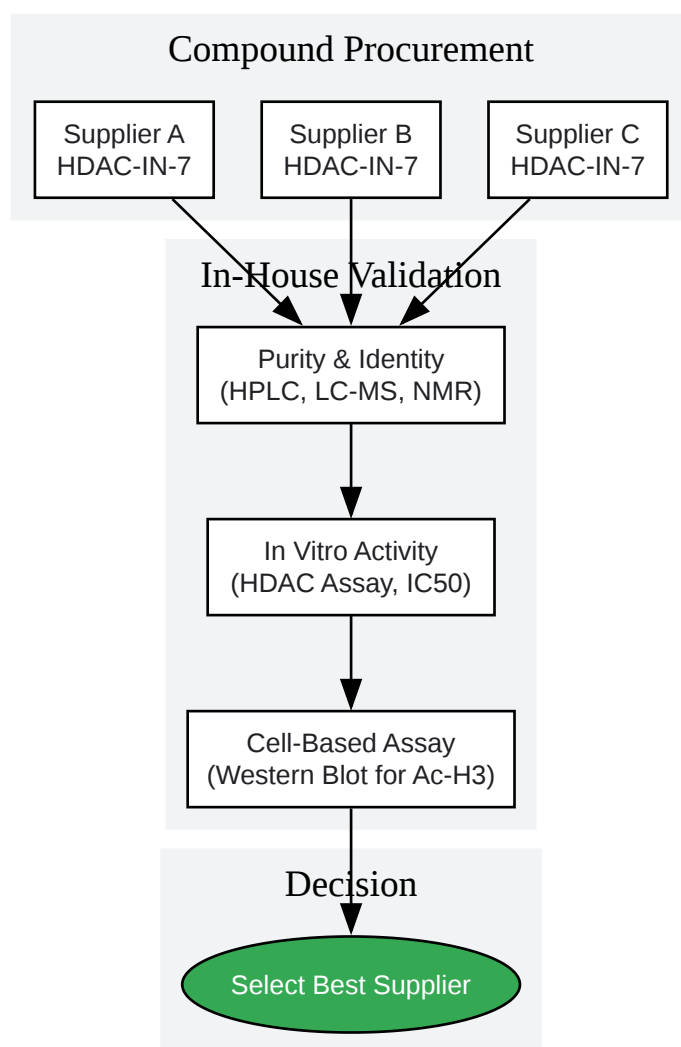 Compound Procurement
Supplier A
HDAC-IN-7
Supplier B
HDAC-IN-7
Supplier C
HDAC-IN-7
In-House Validation
Purity & Identity
(HPLC, LC-MS, NMR)
In Vitro Activity
(HDAC Assay, IC50)
Cell-Based Assay
(Western Blot for Ac-H3)
Decision
Select Best Supplier